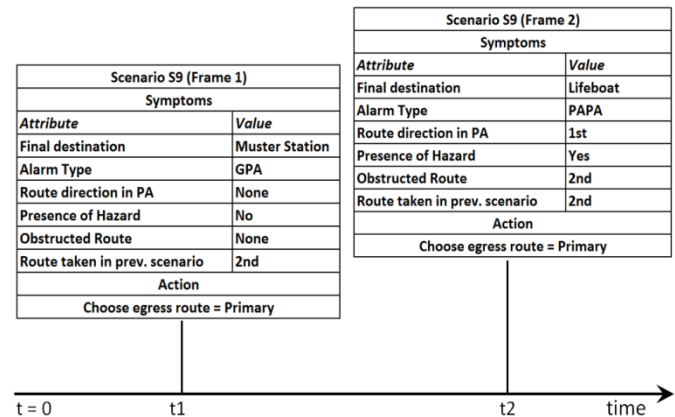 Scenario S9 (Frame 1)
Symptoms
Attribute Value
Final destination Muster Station
Alarm Type GPA
Route direction in PA None
Presence of Hazard No
Obstructed Route None
Route taken in prev. scenario 2nd
Action
Choose egress route = Primary
Scenario S9 (Frame 2)
Symptoms
Attribute Value
Final destination Lifeboat
Alarm Type PAPA
Route direction in PA 1st
Presence of Hazard Yes
Obstructed Route 2nd
Route taken in prev. scenario 2nd
Action
Choose egress route = Primary
t = 0 t1 t2 time